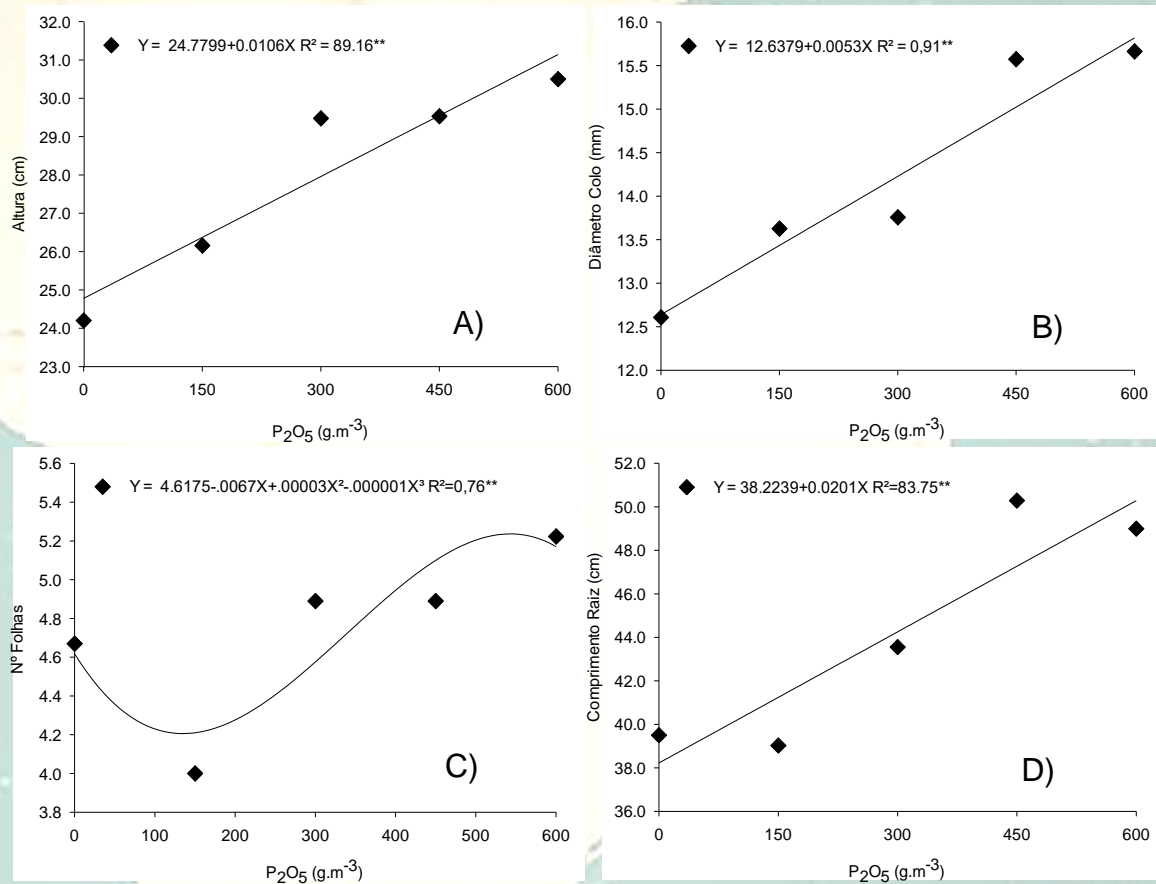 Y = 24.7799+0.0106X R² = 89.16**
Altura (cm)
32.0
31.0
30.0
29.0
28.0
27.0
26.0
25.0
24.0
23.0
0 150 300 450 600
P₂O₅ (g.m⁻³)
A)
Y = 12.6379+0.0053X R² = 0,91**
Diâmetro Colo (mm)
16.0
15.5
15.0
14.5
14.0
13.5
13.0
12.5
12.0
0 150 300 450 600
P₂O₅ (g.m⁻³)
B)
Y = 4.6175-.0067X+.00003X²-.000001X³ R²=0,76**
Nº Folhas
5.6
5.4
5.2
5.0
4.8
4.6
4.4
4.2
4.0
3.8
0 100 200 300 400 500 600
P₂O₅ (g.m⁻³)
C)
Y = 38.2239+0.0201X R²=83.75**
Comprimento Raiz (cm)
52.0
50.0
48.0
46.0
44.0
42.0
40.0
38.0
36.0
0 150 300 450 600
P₂O₅ (g.m⁻³)
D)